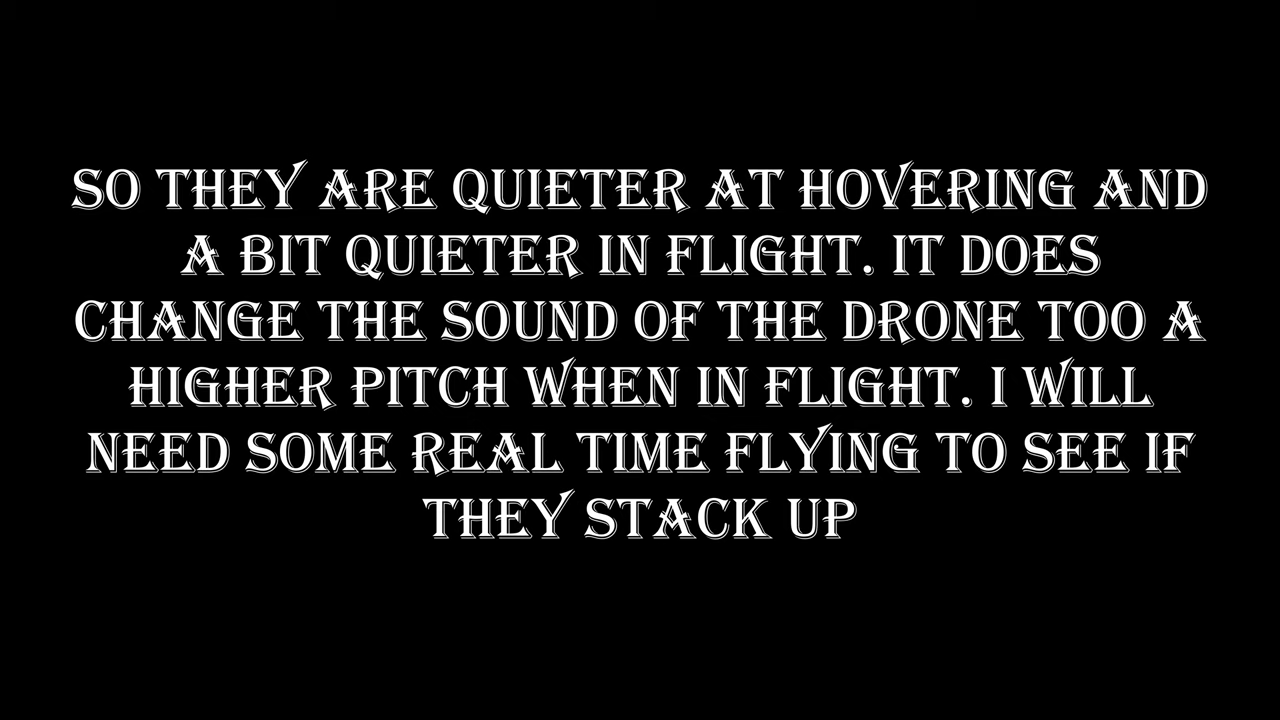 SO THEY ARE QUIETER AT HOVERING AND
A BIT QUIETER IN FLIGHT. IT DOES
CHANGE THE SOUND OF THE DRONE TOO A
HIGHER PITCH WHEN IN FLIGHT. I WILL
NEED SOME REAL TIME FLYING TO SEE IF
THEY STACK UP